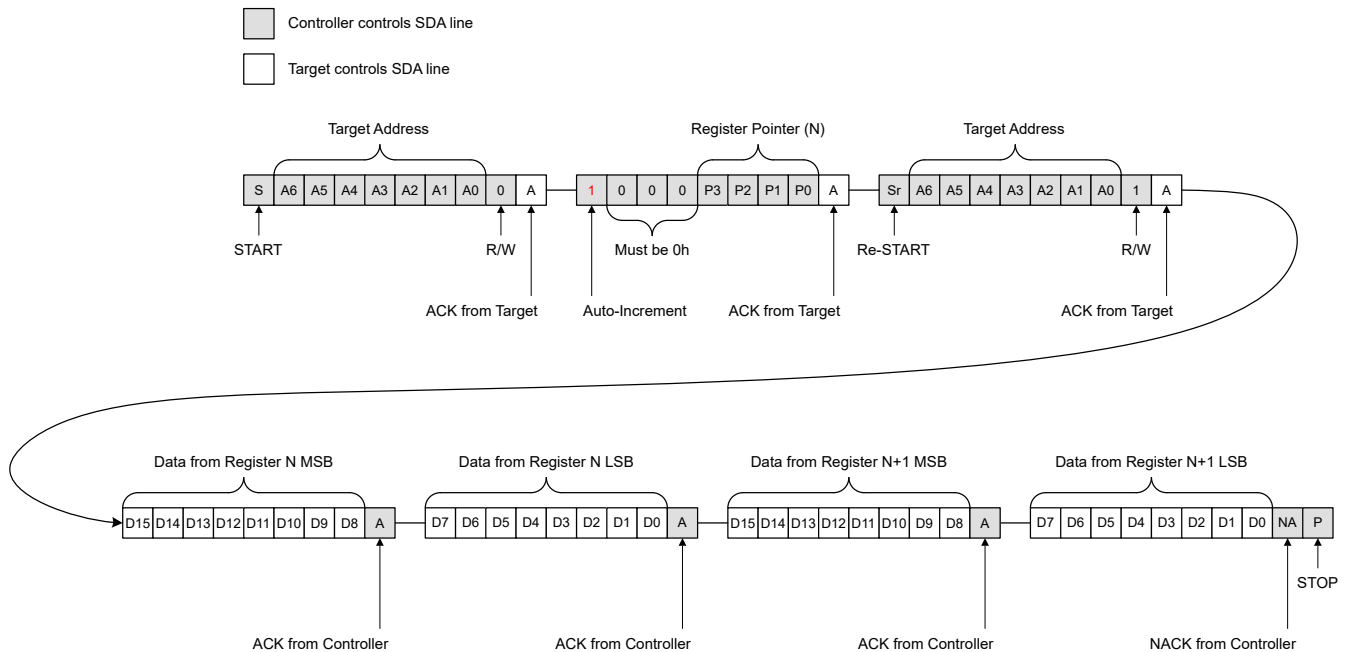 Controller controls SDA line
Target controls SDA line
Target Address Register Pointer (N) Target Address
S A6 A5 A4 A3 A2 A1 A0 0 A 1 0 0 0 P3 P2 P1 P0 A Sr A6 A5 A4 A3 A2 A1 A0 1 A
START R/W Must be 0h Re-START R/W
ACK from Target Auto-Increment ACK from Target ACK from Target
Data from Register N MSB Data from Register N LSB Data from Register N+1 MSB Data from Register N+1 LSB
D15 D14 D13 D12 D11 D10 D9 D8 A D7 D6 D5 D4 D3 D2 D1 D0 A D15 D14 D13 D12 D11 D10 D9 D8 A D7 D6 D5 D4 D3 D2 D1 D0 NA P
STOP
ACK from Controller ACK from Controller ACK from Controller NACK from Controller